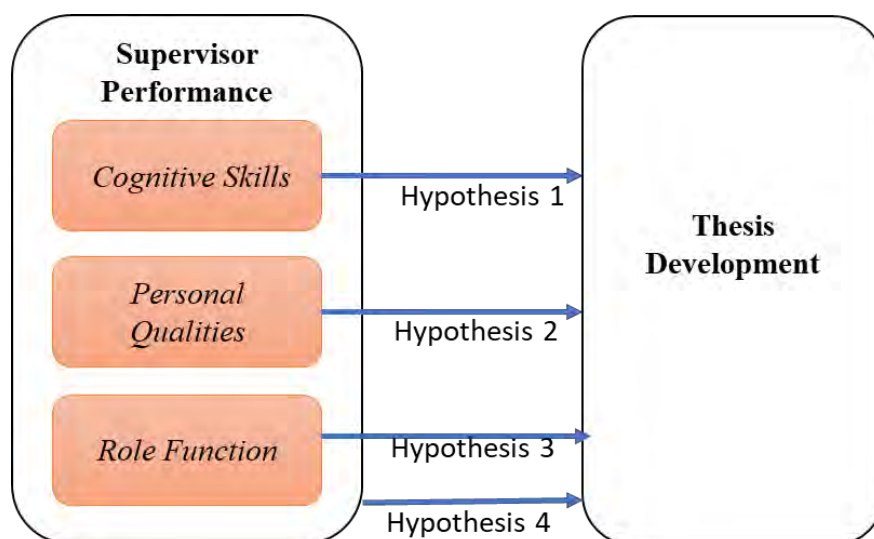 Supervisor
Performance
Cognitive Skills
Hypothesis 1
Personal
Qualities
Hypothesis 2
Role Function
Hypothesis 3
Hypothesis 4
Thesis
Development